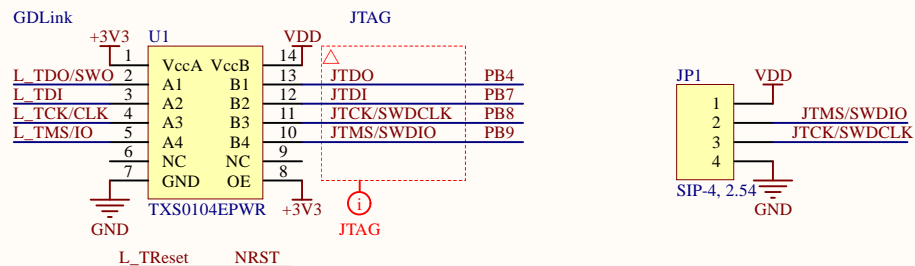 GDLink JTAG
+3V3 U1 VDD
1 VccA VccB 14
L_TDO/SWO 2 A1 B1 13 JTDO PB4
L_TDI 3 A2 B2 12 JTDI PB7
L_TCK/CLK 4 A3 B3 11 JTCK/SWDCLK PB8
L_TMS/IO 5 A4 B4 10 JTMS/SWDIO PB9
6 NC NC 9
7 GND OE 8
GND TXS0104EPWR +3V3
i
JTAG
L_TReset NRST
JP1 VDD
1
2 JTMS/SWDIO
3 JTCK/SWDCLK
4
SIP-4, 2.54
GND